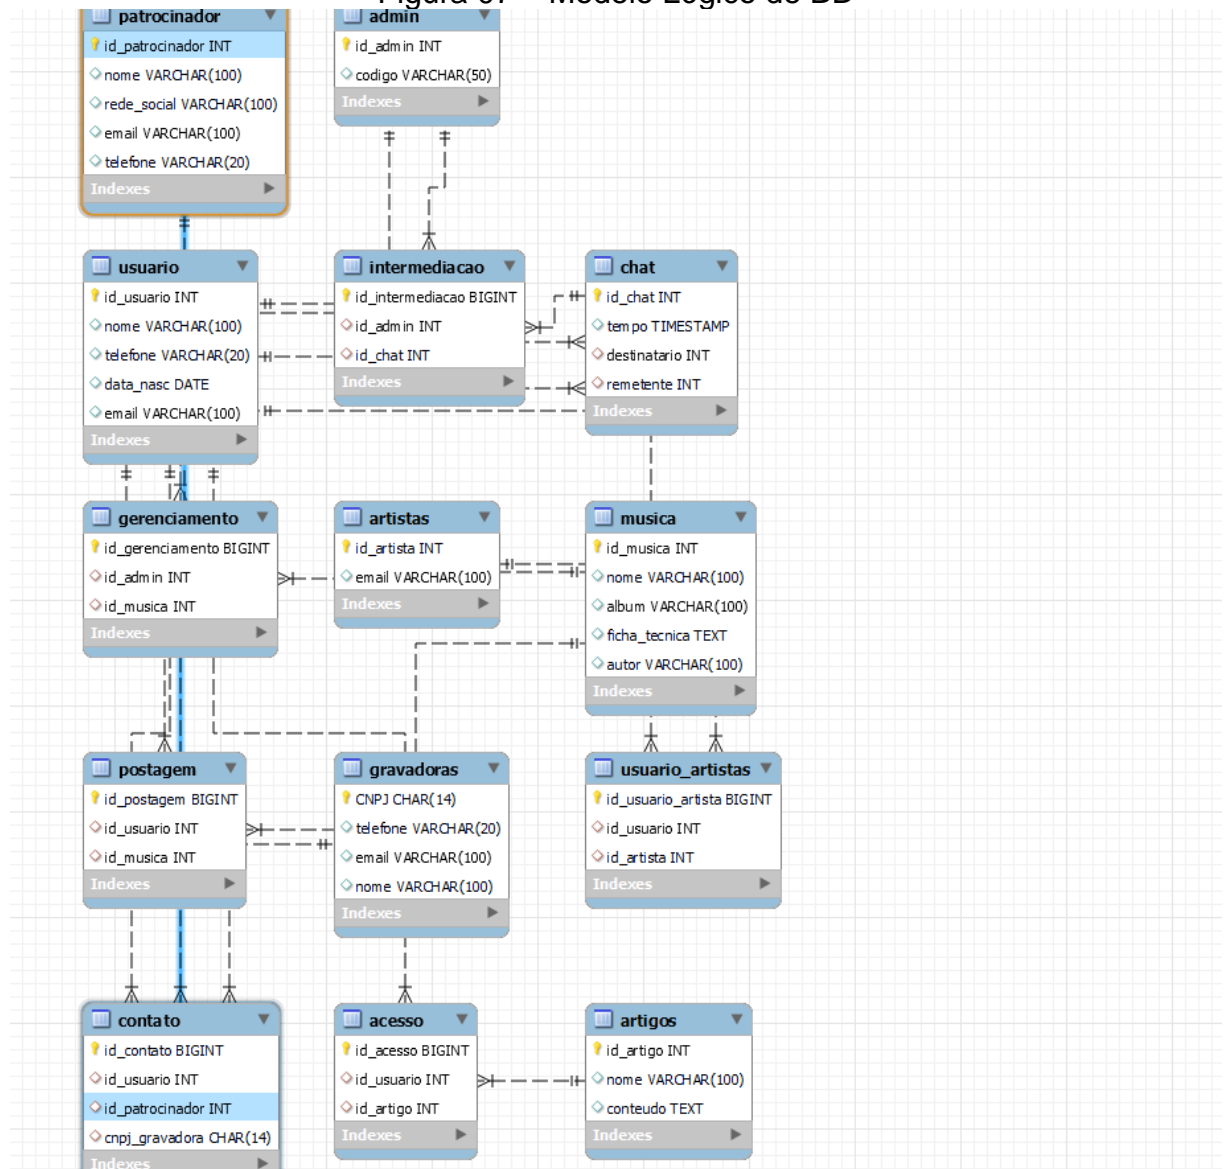 Figura 07 – Modelo Lógico do BD
patrocinador
id_patrocinador INT
nome VARCHAR(100)
rede_social VARCHAR(100)
email VARCHAR(100)
telefone VARCHAR(20)
Indexes
admin
id_admin INT
codigo VARCHAR(50)
Indexes
usuario
id_usuario INT
nome VARCHAR(100)
telefone VARCHAR(20)
data_nasc DATE
email VARCHAR(100)
Indexes
intermediacao
id_intermediacao BIGINT
id_admin INT
id_chat INT
Indexes
chat
id_chat INT
tempo TIMESTAMP
destinatario INT
remetente INT
Indexes
gerenciamento
id_gerenciamento BIGINT
id_admin INT
id_musica INT
Indexes
artistas
id_artista INT
email VARCHAR(100)
Indexes
musica
id_musica INT
nome VARCHAR(100)
album VARCHAR(100)
ficha_tecnica TEXT
autor VARCHAR(100)
Indexes
postagem
id_postagem BIGINT
id_usuario INT
id_musica INT
Indexes
gravadoras
CNPJ CHAR(14)
telefone VARCHAR(20)
email VARCHAR(100)
nome VARCHAR(100)
Indexes
usuario_artistas
id_usuario_artista BIGINT
id_usuario INT
id_artista INT
Indexes
contato
id_contato BIGINT
id_usuario INT
id_patrocinador INT
cnpj_gravadora CHAR(14)
Indexes
acesso
id_acesso BIGINT
id_usuario INT
id_artigo INT
Indexes
artigos
id_artigo INT
nome VARCHAR(100)
conteudo TEXT
Indexes